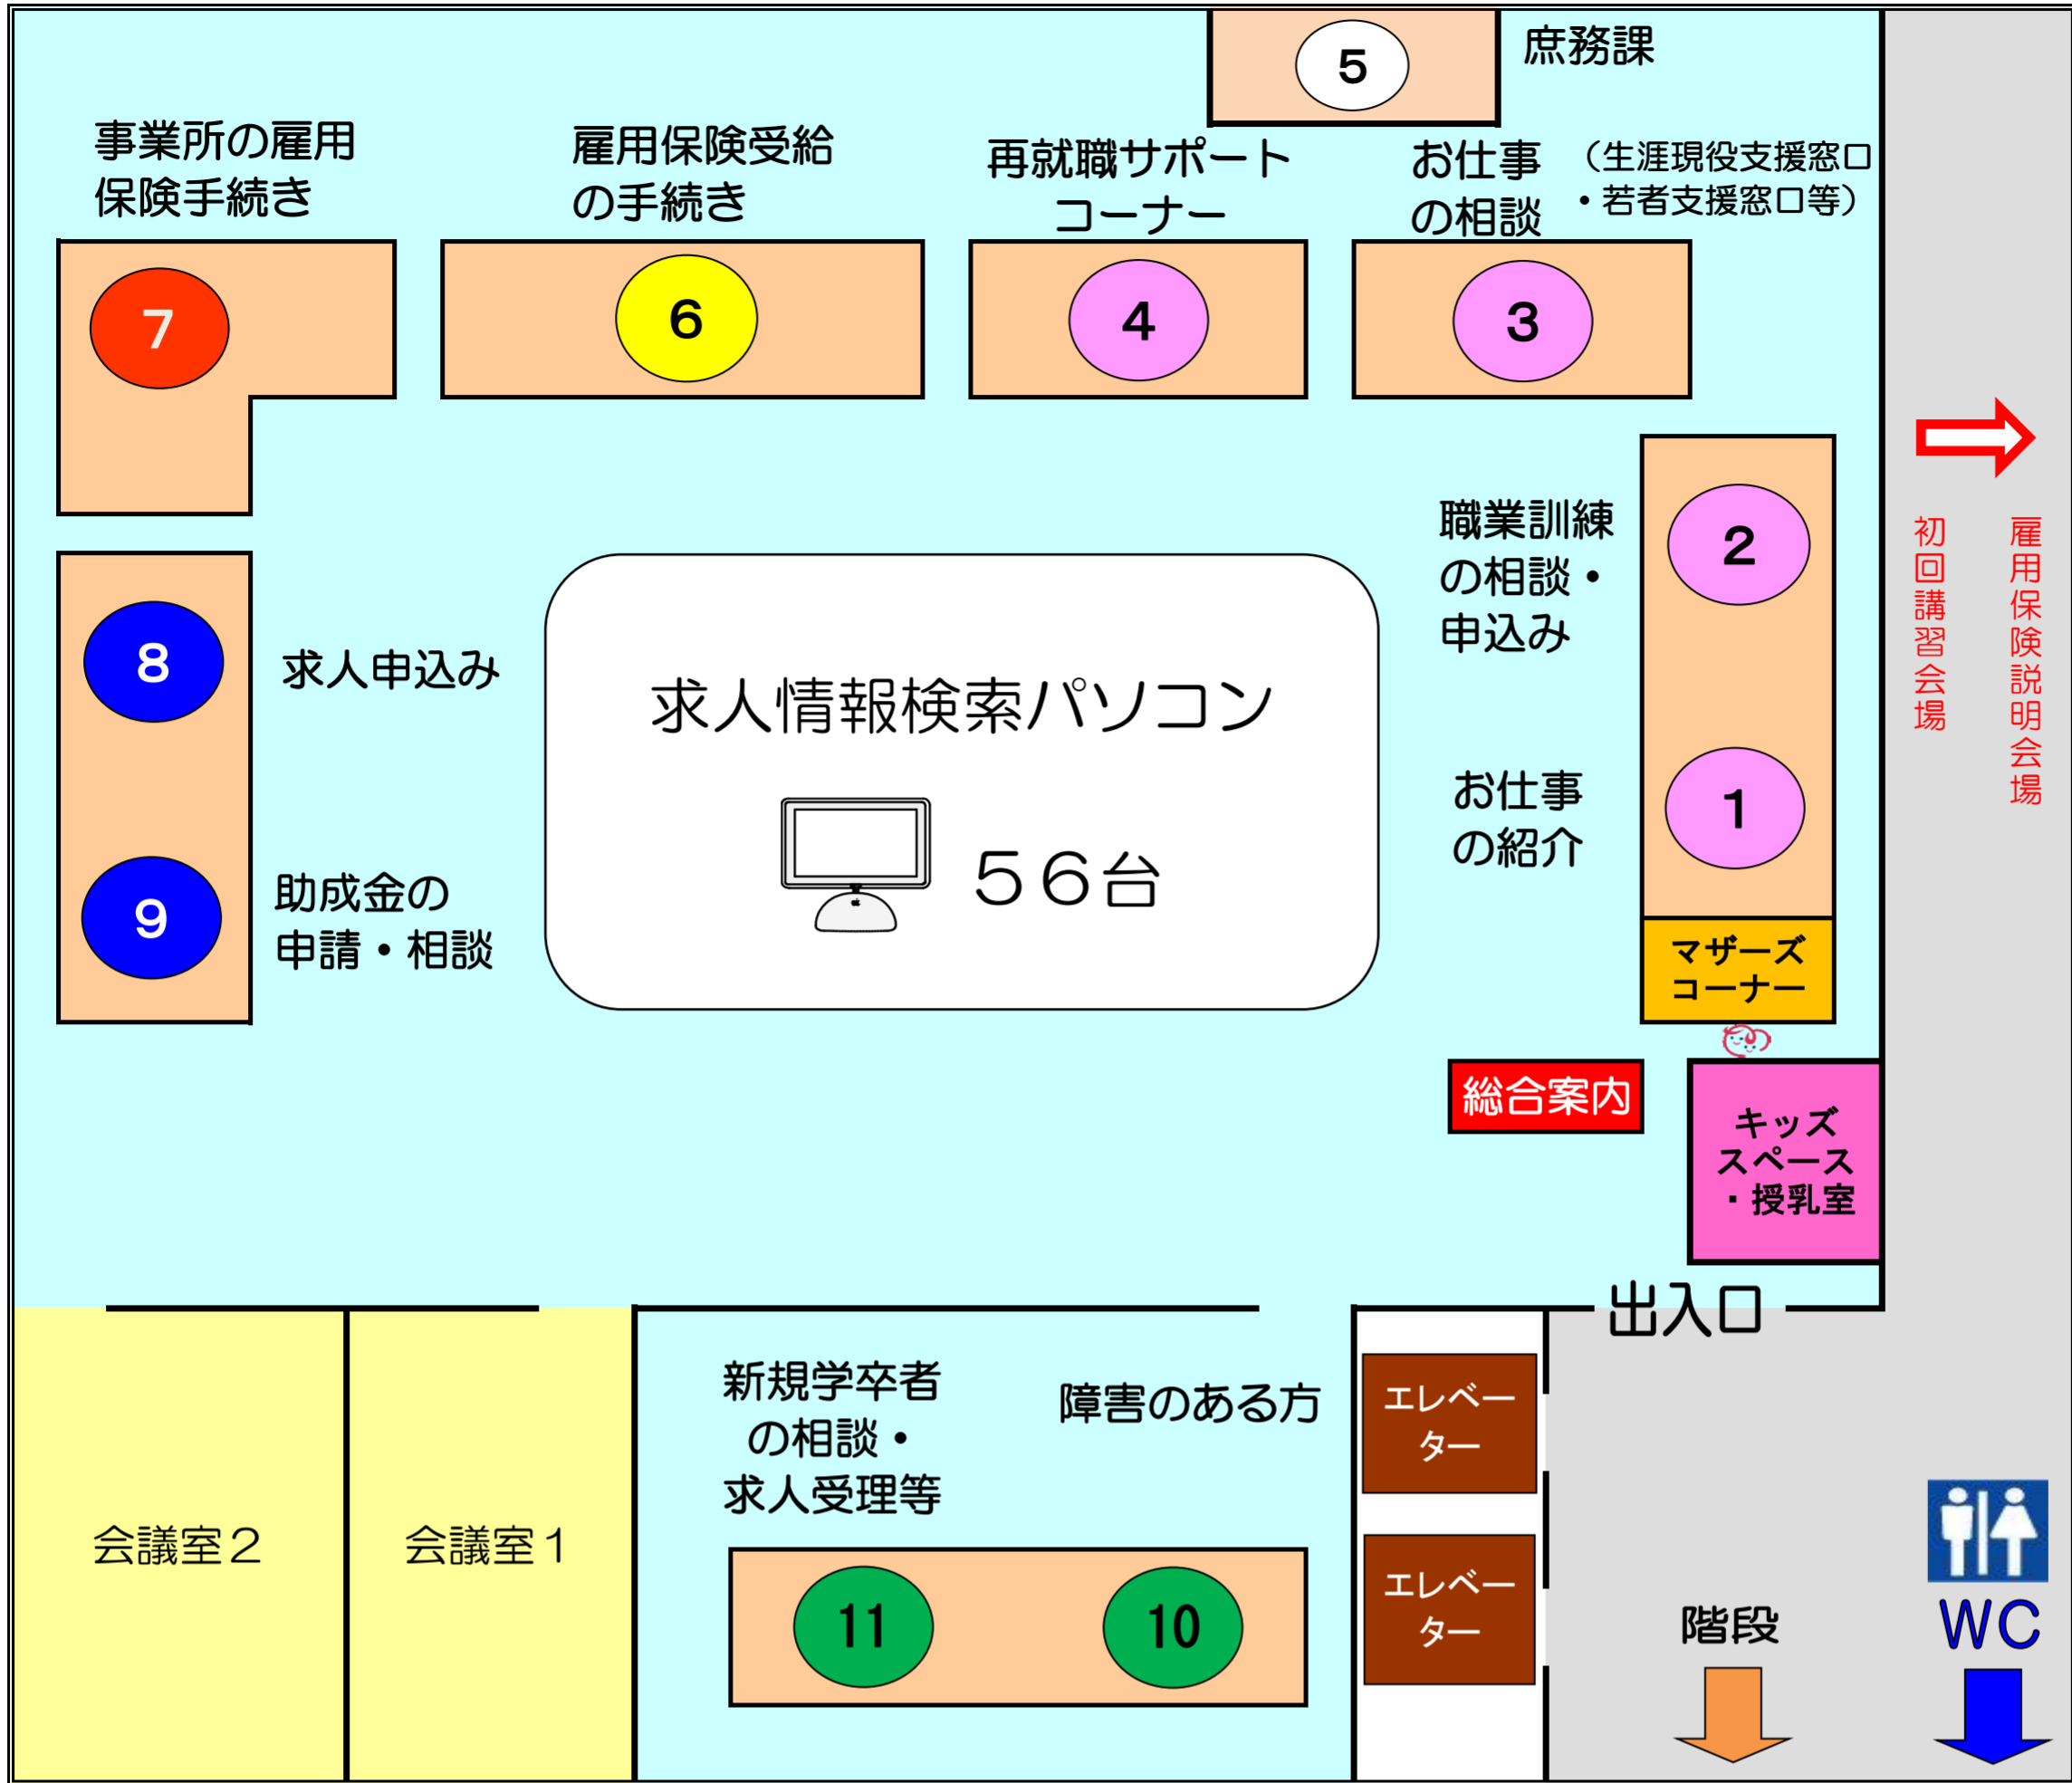 ５
庶務課
事業所の雇用
保険手続き
雇用保険受給
の手続き
再就職サポート
コーナー
お仕事
の相談
（生涯現役支援窓口
・若者支援窓口等）
7
6
4
3
職業訓練
の相談・
申込み
2
初回講習会場
雇用保険説明会場
8
求人申込み
求人情報検索パソコン
５６台
お仕事
の紹介
1
9
助成金の
申請・相談
マザーズ
コーナー
総合案内
キッズ
スペース
・授乳室
出入口
新規学卒者
の相談・
求人受理等
障害のある方
エレベー
ター
会議室２
会議室１
11
10
エレベー
ター
階段
WC